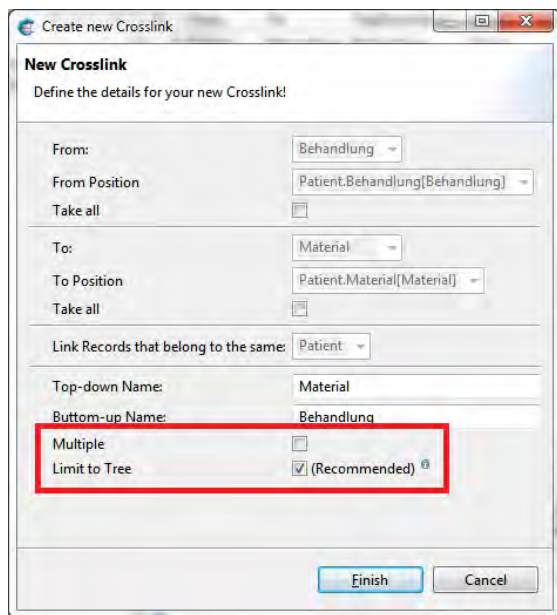 Create new Crosslink
New Crosslink
Define the details for your new Crosslink!
From: Behandlung
From Position Patient.Behandlung[Behandlung]
Take all
To: Material
To Position Patient.Material[Material]
Take all
Link Records that belong to the same: Patient
Top-down Name: Material
Buttom-up Name: Behandlung
Multiple
Limit to Tree (Recommended)
Finish Cancel